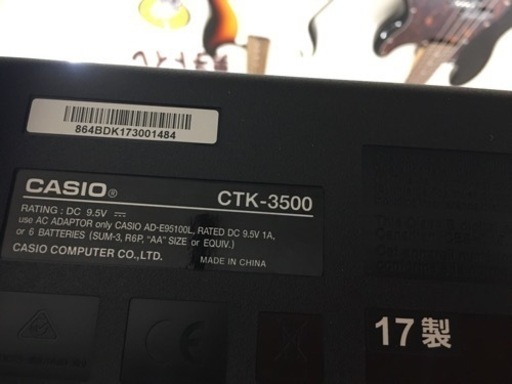 864BDK173001484
CASIO® CTK-3500
RATING : DC 9.5V
use AC ADAPTOR only CASIO AD-E95100L, RATED DC 9.5V 1A,
or 6 BATTERIES (SUM-3, R6P, "AA" SIZE or EQUIV.)
CASIO COMPUTER CO.,LTD. MADE IN CHINA
17製